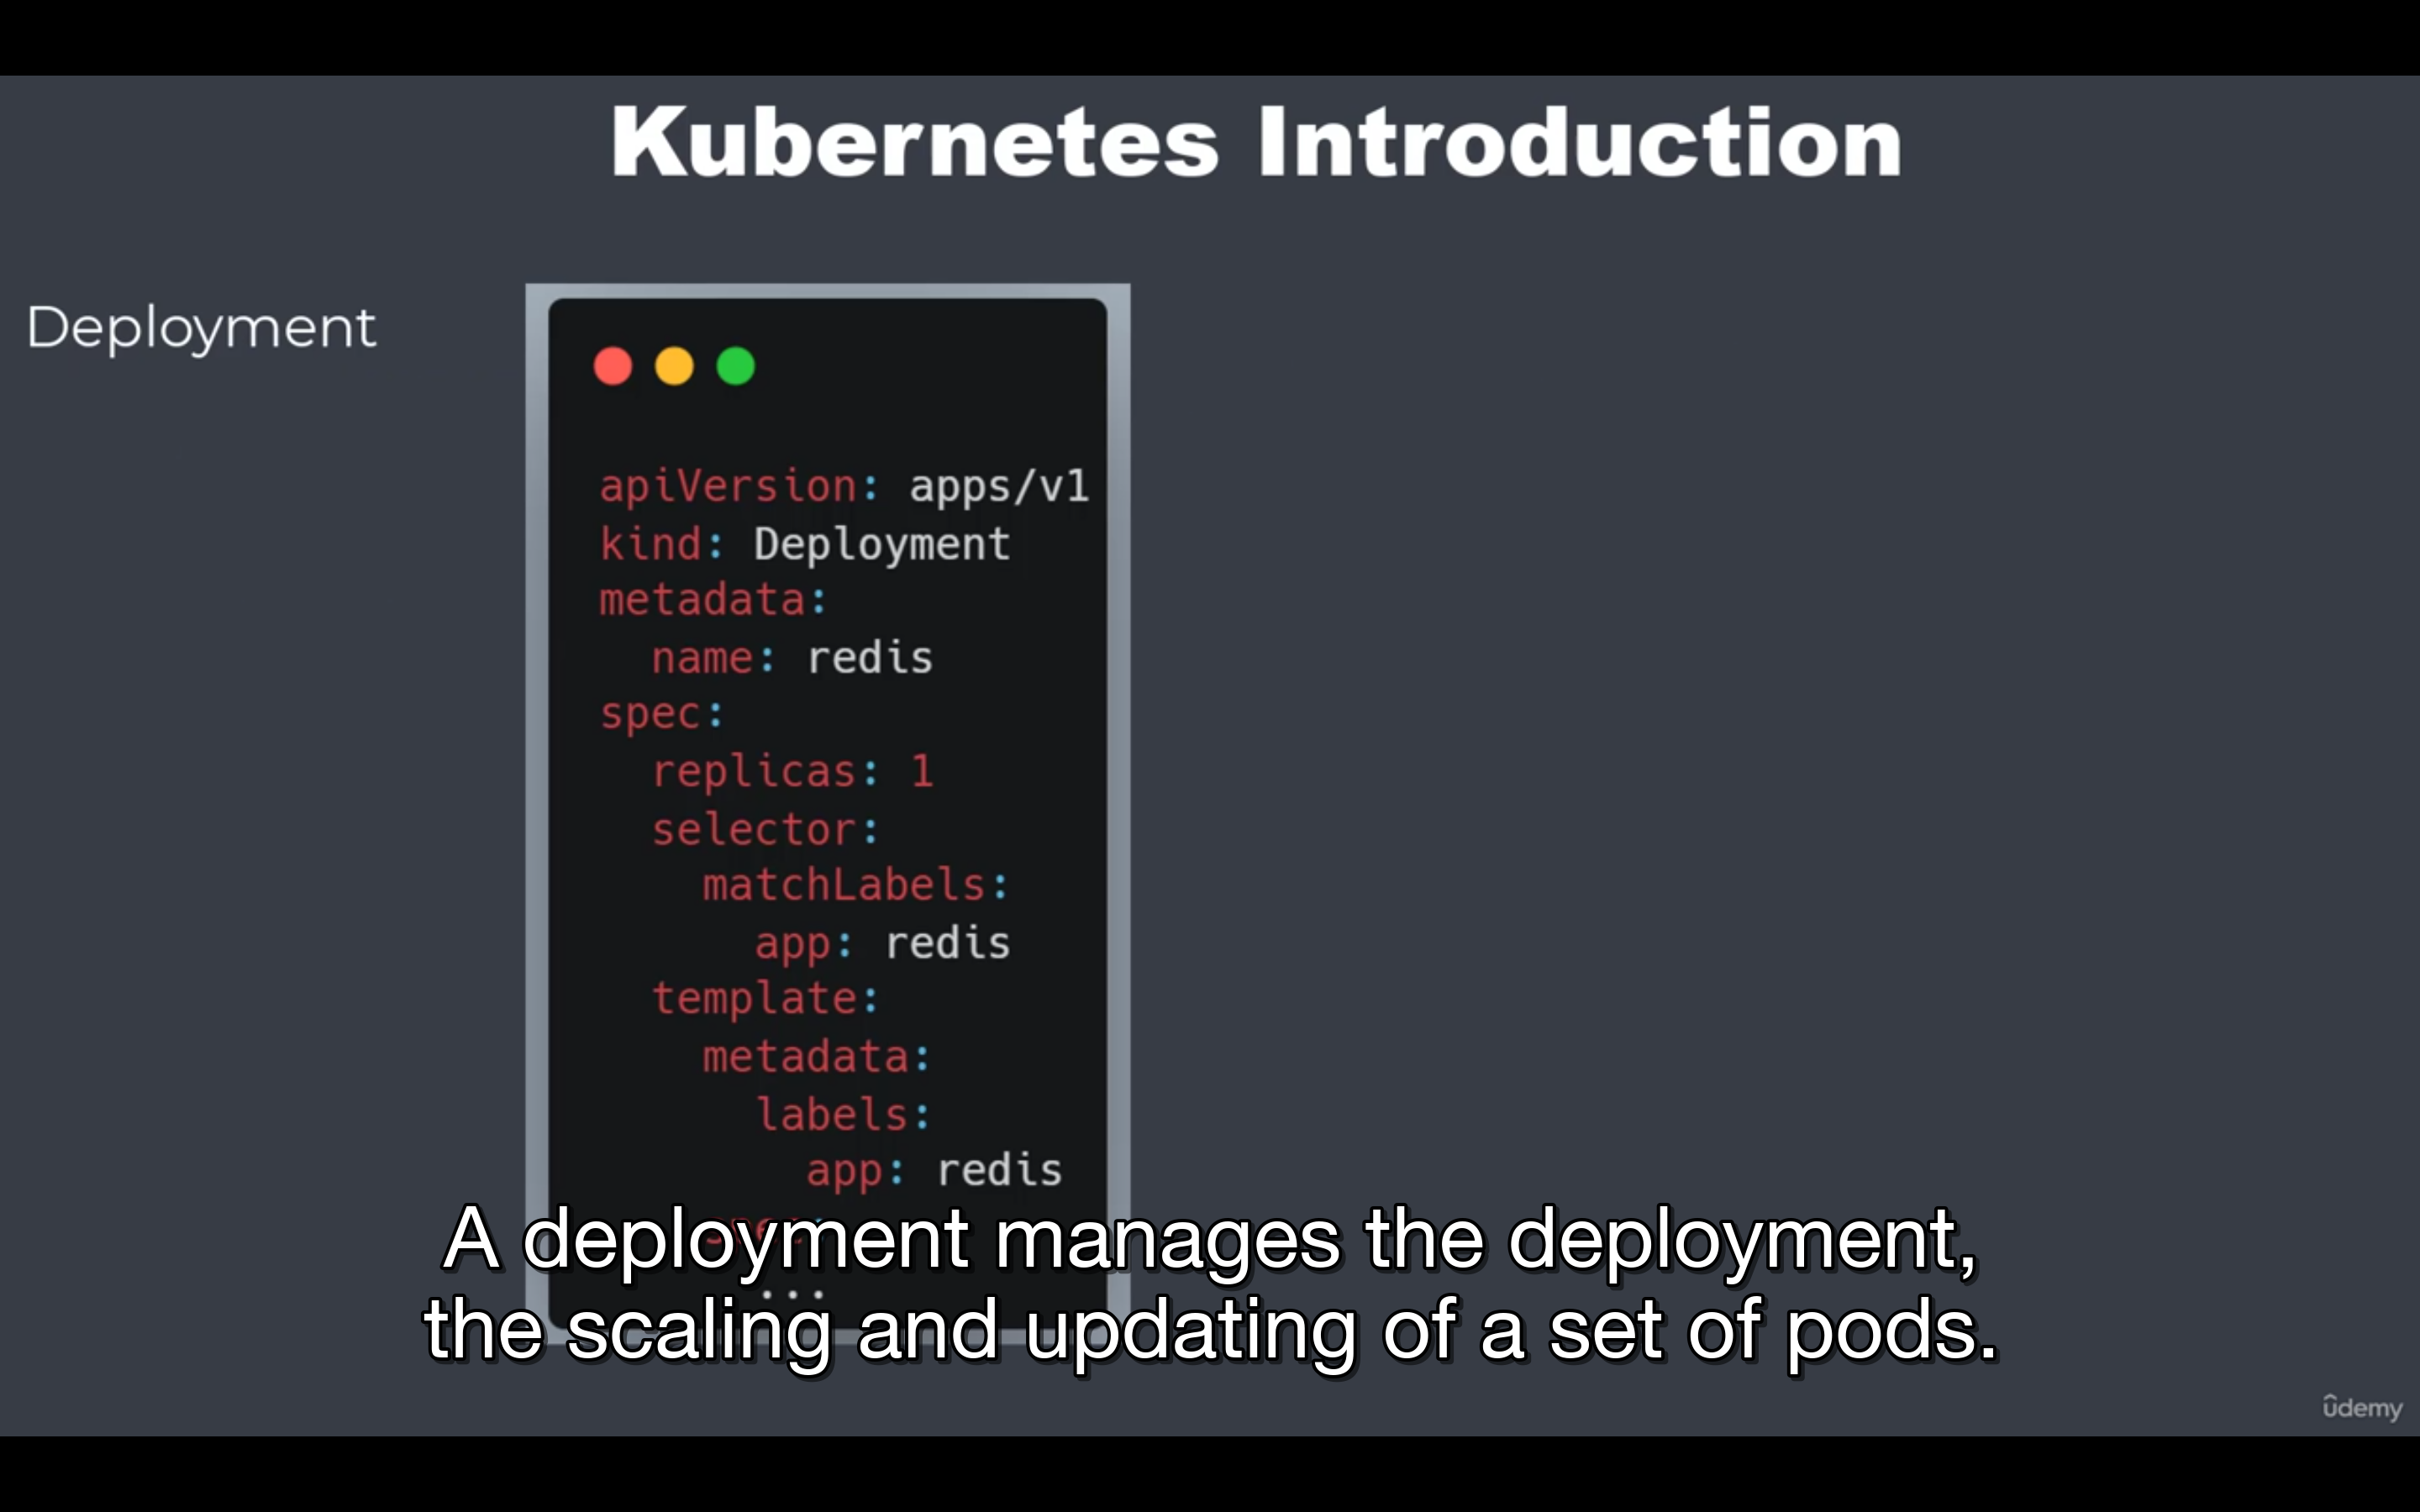 Kubernetes Introduction
Deployment
apiVersion: apps/v1
kind: Deployment
metadata:
  name: redis
spec:
  replicas: 1
  selector:
    matchLabels:
      app: redis
  template:
    metadata:
      labels:
        app: redis
    spec:
      ...
A deployment manages the deployment,
the scaling and updating of a set of pods.
ûdemy